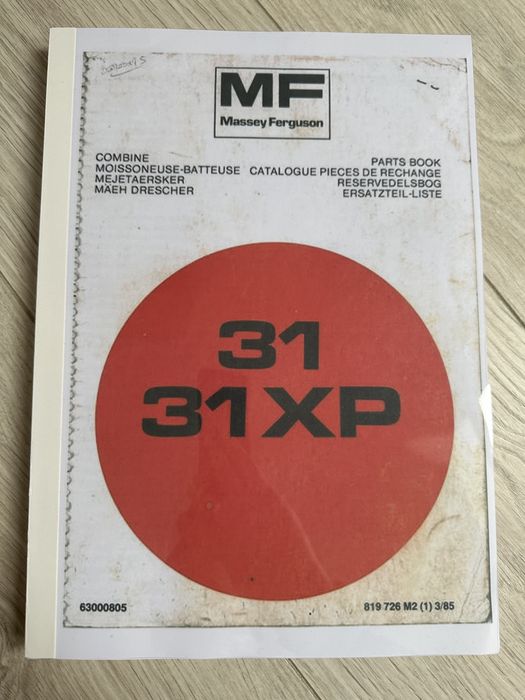 MF
Massey Ferguson
COMBINE
MOISSONEUSE-BATTEUSE
MEJETAERSKER
MÄEH DRESCHER
PARTS BOOK
CATALOGUE PIECES DE RECHANGE
RESERVEDELSBOG
ERSATZTEIL-LISTE
31
31XP
63000805
819 726 M2 (1) 3/85